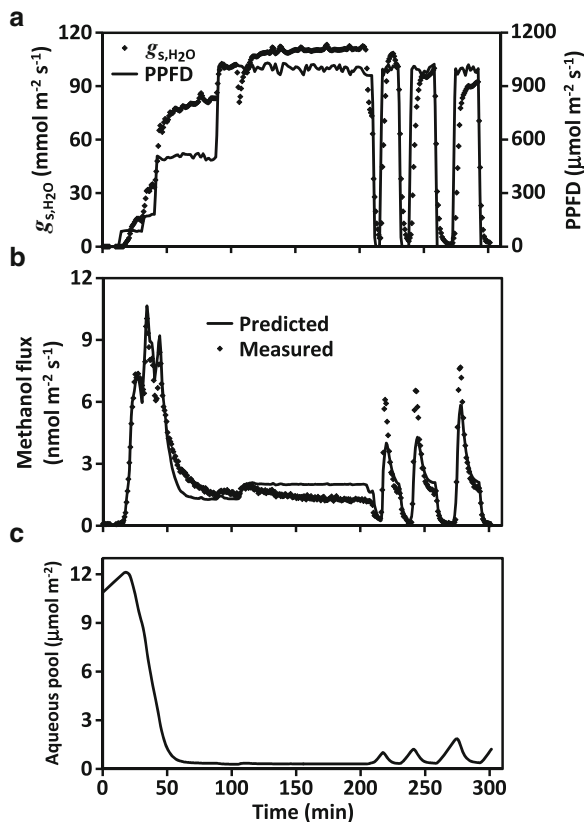 a
120
90
60
30
0
g_s,H2O (mmol m⁻² s⁻¹)
g_s,H2O
PPFD
1200
900
600
300
0
PPFD (μmol m⁻² s⁻¹)
b
12
9
6
3
0
Methanol flux
(nmol m⁻² s⁻¹)
Predicted
Measured
c
12
9
6
3
0
Aqueous pool (μmol m⁻²)
0 50 100 150 200 250 300
Time (min)